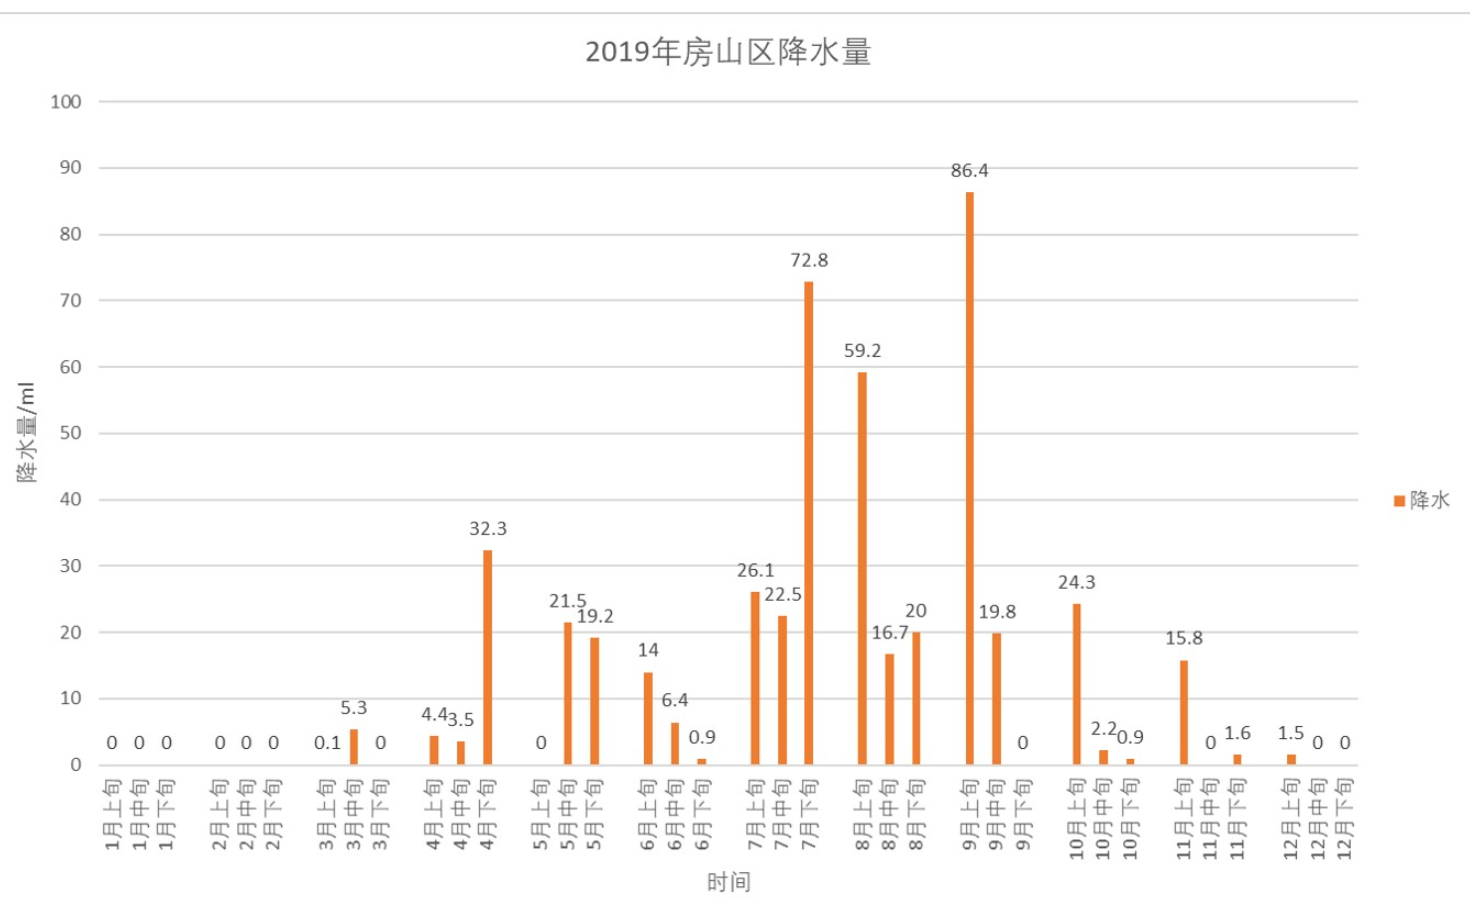 2019年房山区降水量
100
90
80
70
60
50
40
30
20
10
0
降水量/ml
0 0 0 0 0 0 0.1 5.3 0 4.4 3.5 32.3 0 21.5 19.2 14 6.4 0.9 26.1 22.5 72.8 59.2 16.7 20 86.4 19.8 0 24.3 2.2 0.9 15.8 0 1.6 1.5 0 0
1月上旬
1月中旬
1月下旬
2月上旬
2月中旬
2月下旬
3月上旬
3月中旬
3月下旬
4月上旬
4月中旬
4月下旬
5月上旬
5月中旬
5月下旬
6月上旬
6月中旬
6月下旬
7月上旬
7月中旬
7月下旬
8月上旬
8月中旬
8月下旬
9月上旬
9月中旬
9月下旬
10月上旬
10月中旬
10月下旬
11月上旬
11月中旬
11月下旬
12月上旬
12月中旬
12月下旬
时间
降水